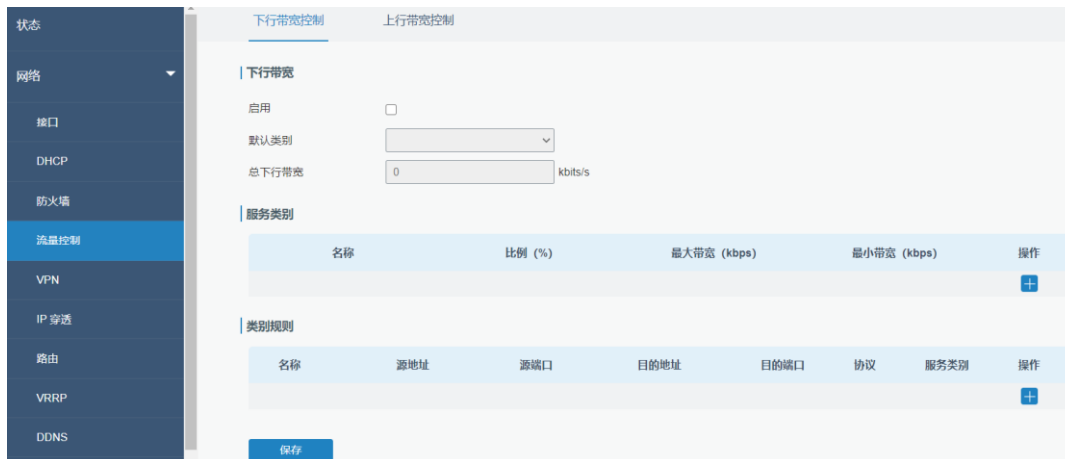 状态
网络
接口
DHCP
防火墙
流量控制
VPN
IP 穿透
路由
VRRP
DDNS
下行带宽控制 上行带宽控制
下行带宽
启用
默认类别
总下行带宽 0 kbits/s
服务类别
名称 比例 (%) 最大带宽 (kbps) 最小带宽 (kbps) 操作
类别规则
名称 源地址 源端口 目的地址 目的端口 协议 服务类别 操作
保存